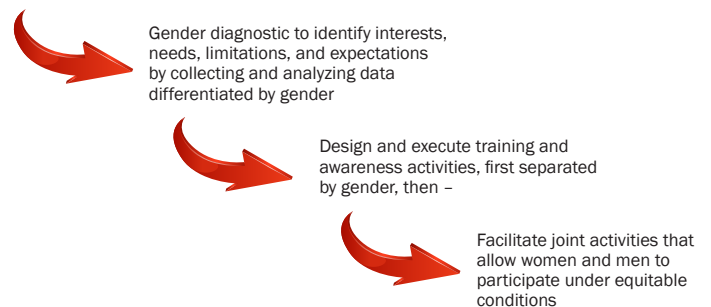 Gender diagnostic to identify interests,
needs, limitations, and expectations
by collecting and analyzing data
differentiated by gender
Design and execute training and
awareness activities, first separated
by gender, then –
Facilitate joint activities that
allow women and men to
participate under equitable
conditions